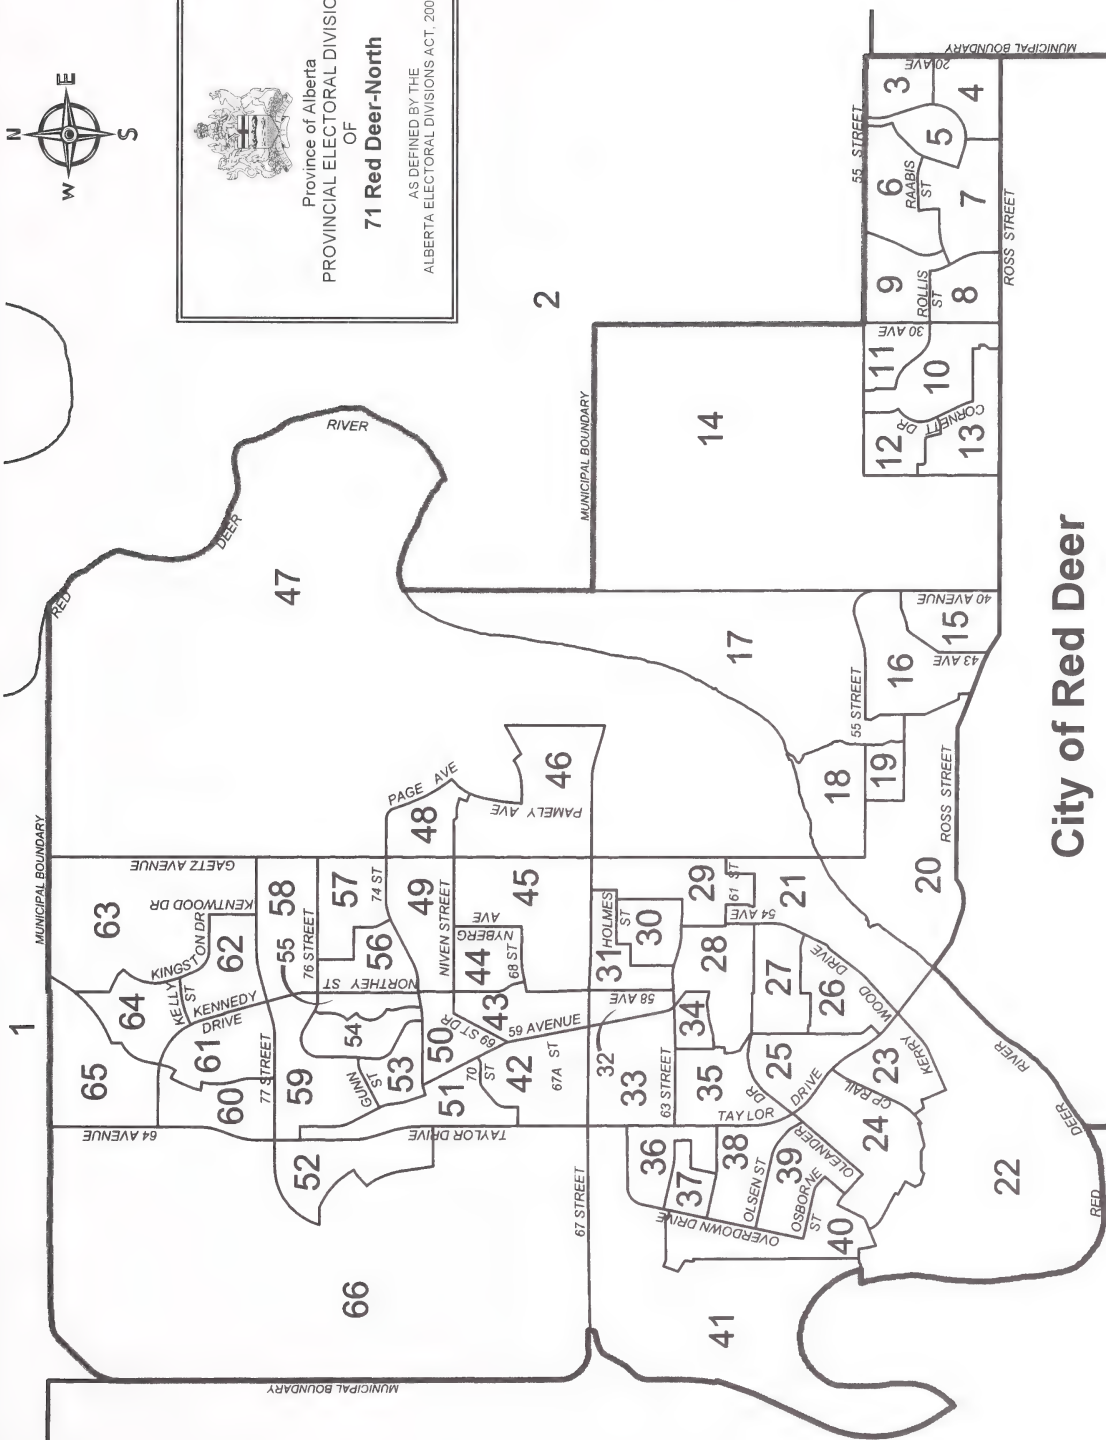 N
W E
S
Province of Alberta
PROVINCIAL ELECTORAL DIVISION
OF
71 Red Deer-North
AS DEFINED BY THE
ALBERTA ELECTORAL DIVISIONS ACT, 200
1
MUNICIPAL BOUNDARY
RED
DEER
RIVER
2
47
MUNICIPAL BOUNDARY
14
17
55 STREET
MUNICIPAL BOUNDARY
20 AVE
3
4
5
6
RAABIS
ST
7
9
ROLLIS
ST
8
30 AVE
ROSS STREET
11
10
CORNETT DR
12
13
40 AVENUE
15
43 AVE
16
55 STREET
18
19
ROSS STREET
20
GAETZ AVENUE
63
KENTWOOD DR
KINGSTON DR
62
KELLY
ST
64
KENNEDY
DRIVE
65
61
60
77 STREET
64 AVENUE
58
55
76 STREET
57
74 ST
56
NORTHEY ST
54
59
GUNN
ST
53
52
TAYLOR DRIVE
PAGE AVE
48
46
PAMELY AVE
49
NIVEN STREET
45
NYBERG
AVE
44
68 ST
43
69 ST DR
50
59 AVENUE
51
70
ST
42
67A ST
66
67 STREET
MUNICIPAL BOUNDARY
HOLMES
ST
31
30
29
61 ST
54 AVE
21
28
58 AVE
32
33
34
63 STREET
35
27
26
WOOD
DRIVE
25
TAYLOR
DR
DRIVE
23
KERRY
CP RAIL
24
36
37
38
OLSEN ST
39
OSBORNE
ST
OLEANDER
OVERDOWN DRIVE
40
41
22
RIVER
DEER
RED
City of Red Deer